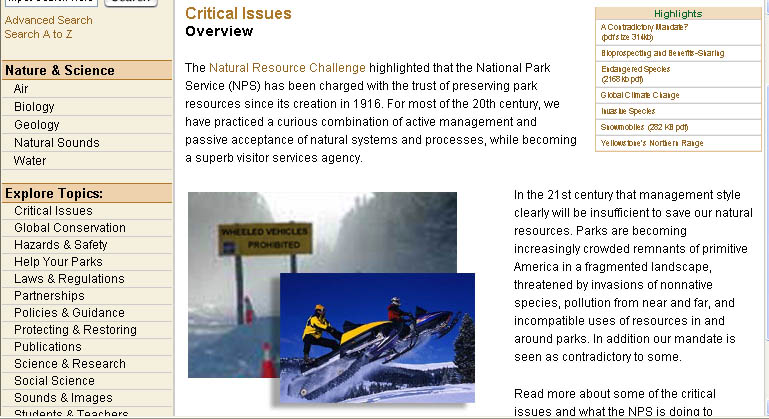 Search
Advanced Search
Search A to Z
Nature & Science
Air
Biology
Geology
Natural Sounds
Water
Explore Topics:
Critical Issues
Global Conservation
Hazards & Safety
Help Your Parks
Laws & Regulations
Partnerships
Policies & Guidance
Protecting & Restoring
Publications
Science & Research
Social Science
Sounds & Images
Students & Teachers
Critical Issues
Overview
The Natural Resource Challenge highlighted that the National Park
Service (NPS) has been charged with the trust of preserving park
resources since its creation in 1916. For most of the 20th century, we
have practiced a curious combination of active management and
passive acceptance of natural systems and processes, while becoming
a superb visitor services agency.
WHEELED VEHICLES
PROHIBITED
In the 21st century that management style
clearly will be insufficient to save our natural
resources. Parks are becoming
increasingly crowded remnants of primitive
America in a fragmented landscape,
threatened by invasions of nonnative
species, pollution from near and far, and
incompatible uses of resources in and
around parks. In addition our mandate is
seen as contradictory to some.
Read more about some of the critical
issues and what the NPS is doing to
Highlights
A Contradictory Mandate?
(pdf size 314kb)
Bioprospecting and Benefits-Sharing
Endangered Species
(2168 kb pdf)
Global Climate Change
Invasive Species
Snowmobiles (282 KB pdf)
Yellowstone's Northern Range